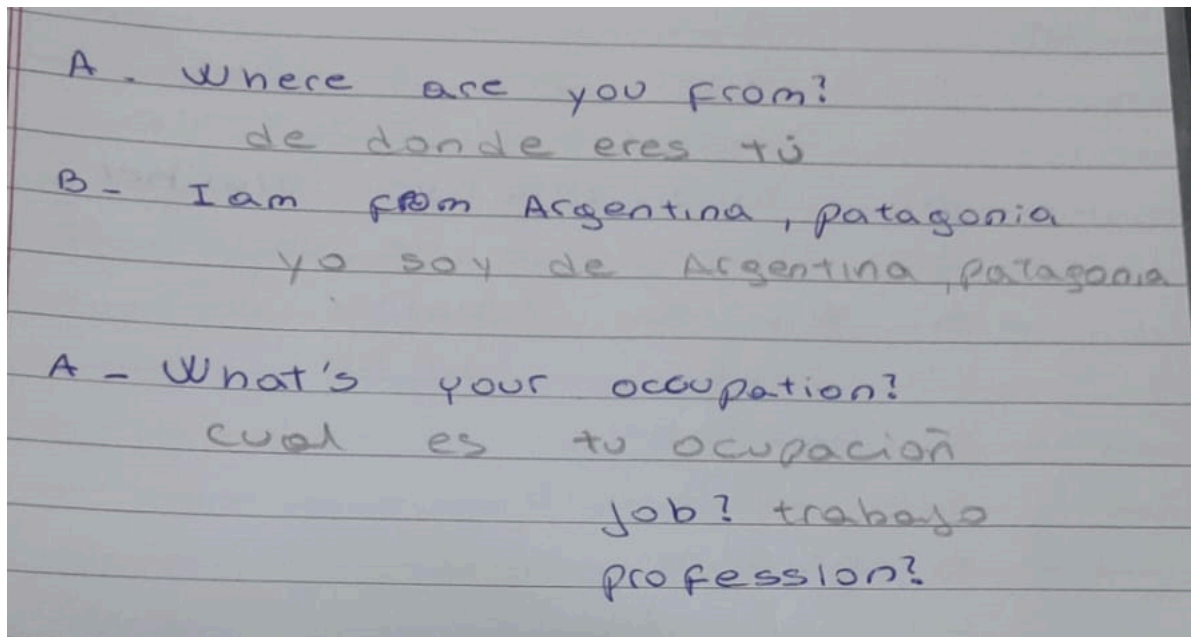 A - Where are you from?
de donde eres tú
B - I am from Argentina, patagonia
yo soy de Argentina, patagonia
A - What's your occupation?
cual es tu ocupación
job? trabajo
profession?